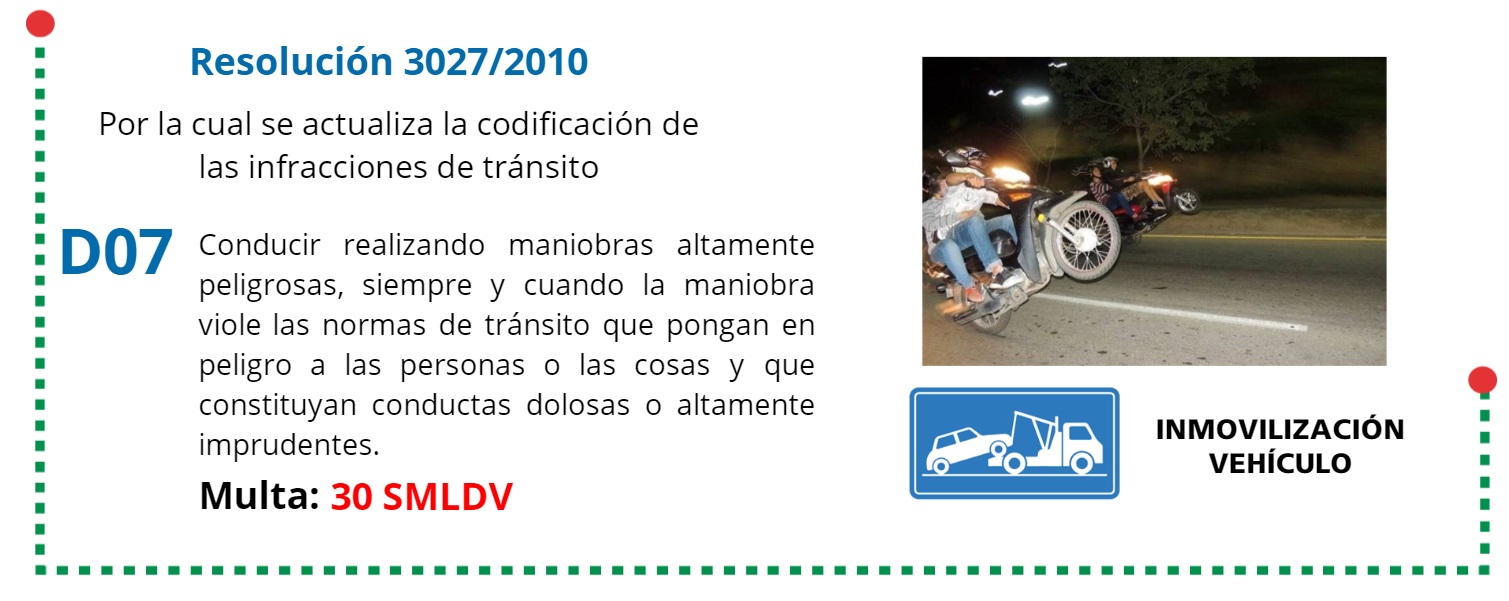 Resolución 3027/2010
Por la cual se actualiza la codificación de
las infracciones de tránsito
D07
Conducir realizando maniobras altamente
peligrosas, siempre y cuando la maniobra
viole las normas de tránsito que pongan en
peligro a las personas o las cosas y que
constituyan conductas dolosas o altamente
imprudentes.
Multa: 30 SMLDV
INMOVILIZACIÓN
VEHÍCULO